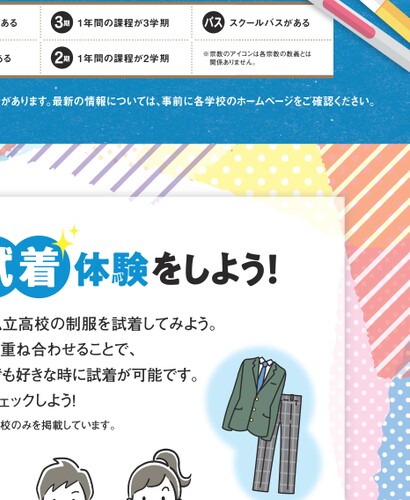 ある
3期 1年間の課程が3学期
バス スクールバスがある
ある
2期 1年間の課程が2学期
※宗教のアイコンは各宗教の教義とは
関係ありません。
があります。最新の情報については、事前に各学校のホームページをご確認ください。
試着体験をしよう!
立高校の制服を試着してみよう。
重ね合わせることで、
も好きな時に試着が可能です。
ェックしよう!
校のみを掲載しています。